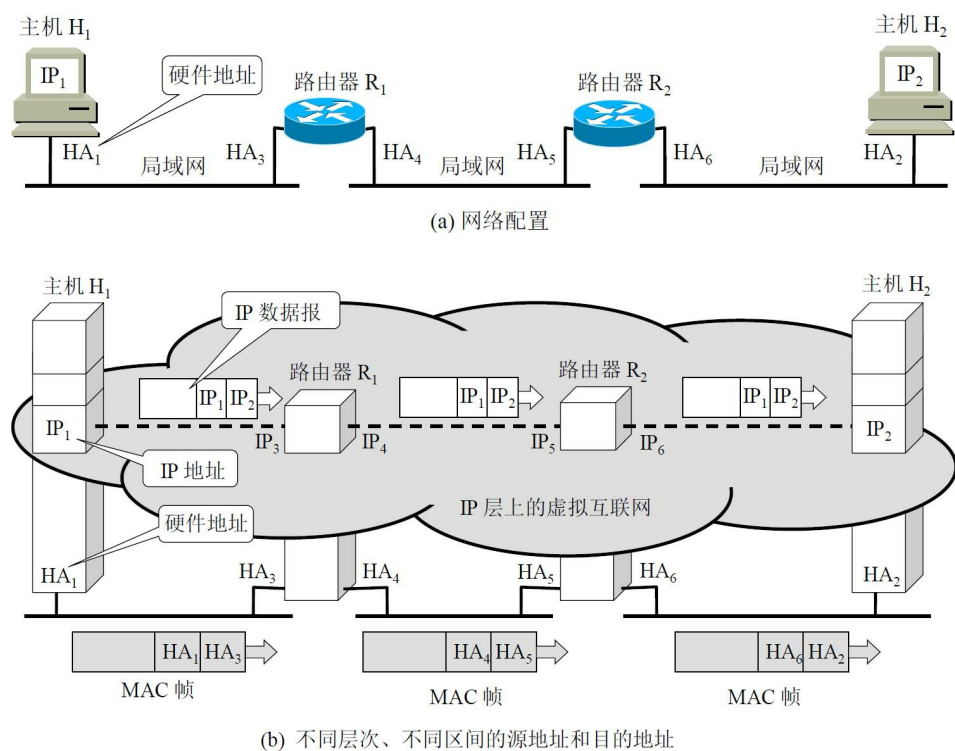 主机 H₁
主机 H₂
IP₁
硬件地址
路由器 R₁
路由器 R₂
IP₂
HA₁
HA₃
HA₄
HA₅
HA₆
HA₂
局域网
局域网
局域网
(a) 网络配置
主机 H₁
主机 H₂
IP 数据报
路由器 R₁
路由器 R₂
IP₁ IP₂
IP₁ IP₂
IP₁ IP₂
IP₁
IP₃
IP₄
IP₅
IP₆
IP₂
IP 地址
IP 层上的虚拟互联网
硬件地址
HA₁
HA₃
HA₄
HA₅
HA₆
HA₂
HA₁ HA₃
HA₄ HA₅
HA₆ HA₂
MAC 帧
MAC 帧
MAC 帧
(b) 不同层次、不同区间的源地址和目的地址